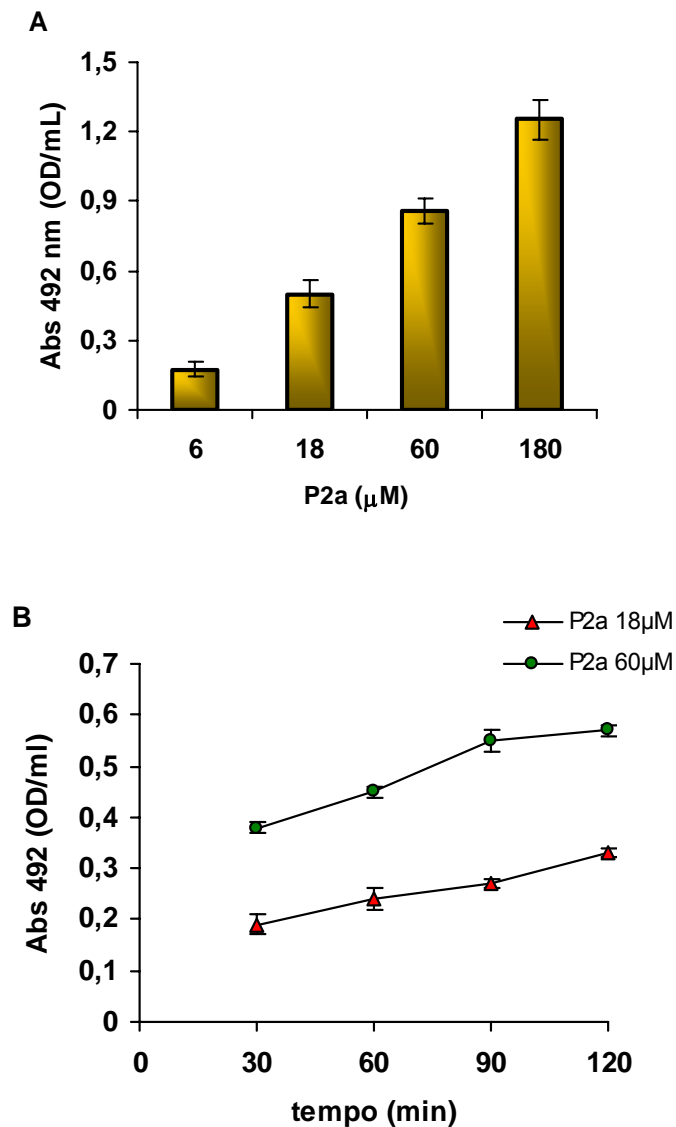 A
1,5
1,2
0,9
0,6
0,3
0
Abs 492 nm (OD/mL)
6 18 60 180
P2a (µM)
B
P2a 18µM
P2a 60µM
0,7
0,6
0,5
0,4
0,3
0,2
0,1
0
Abs 492 (OD/ml)
0 30 60 90 120
tempo (min)